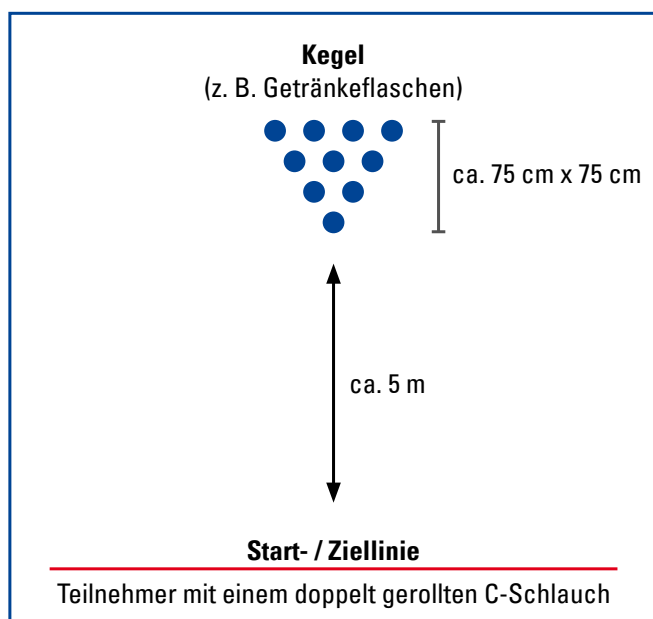 Kegel
(z. B. Getränkeflaschen)
ca. 75 cm x 75 cm
ca. 5 m
Start- / Ziellinie
Teilnehmer mit einem doppelt gerollten C-Schlauch